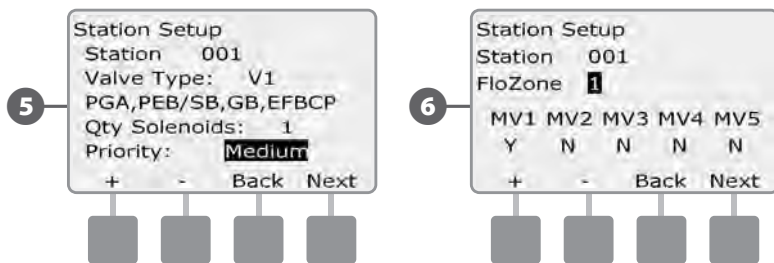 5
Station Setup
Station 001
Valve Type: V1
PGA,PEB/SB,GB,EFBCP
Qty Solenoids: 1
Priority: Medium
+ - Back Next
6
Station Setup
Station 001
FloZone 1
MV1 MV2 MV3 MV4 MV5
Y N N N N
+ - Back Next